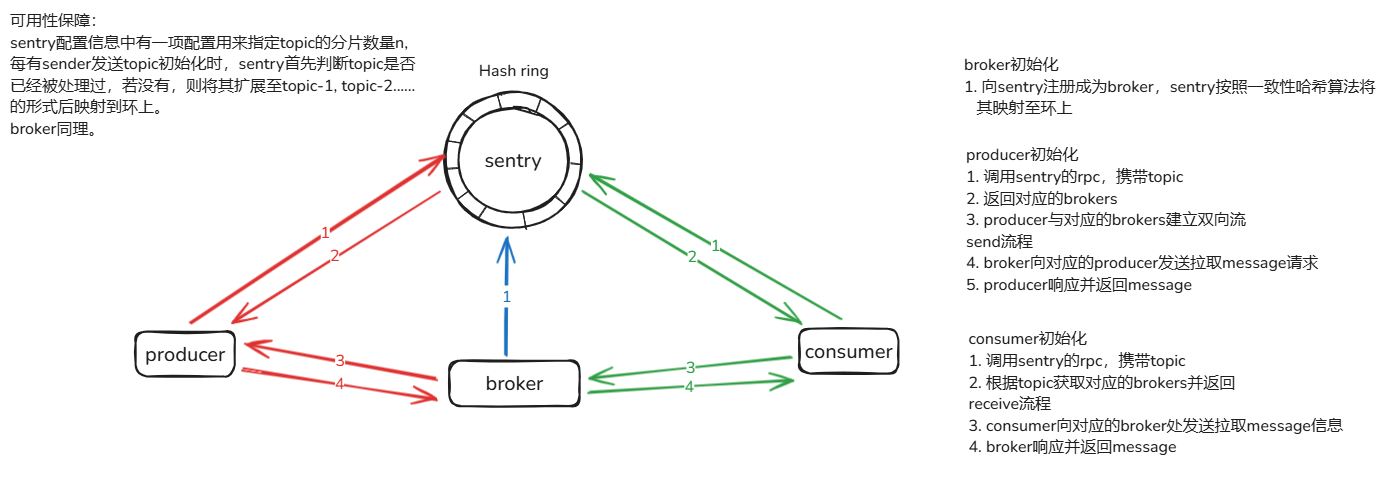 可用性保障：
sentry配置信息中有一项配置用来指定topic的分片数量n,
每有sender发送topic初始化时，sentry首先判断topic是否
已经被处理过，若没有，则将其扩展至topic-1, topic-2......
的形式后映射到环上。
broker同理。
Hash ring
sentry
1
2
1
2
1
producer
3
4
broker
3
4
consumer
broker初始化
1. 向sentry注册成为broker，sentry按照一致性哈希算法将
其映射至环上
producer初始化
1. 调用sentry的rpc，携带topic
2. 返回对应的brokers
3. producer与对应的brokers建立双向流
send流程
4. broker向对应的producer发送拉取message请求
5. producer响应并返回message
consumer初始化
1. 调用sentry的rpc，携带topic
2. 根据topic获取对应的brokers并返回
receive流程
3. consumer向对应的broker处发送拉取message信息
4. broker响应并返回message